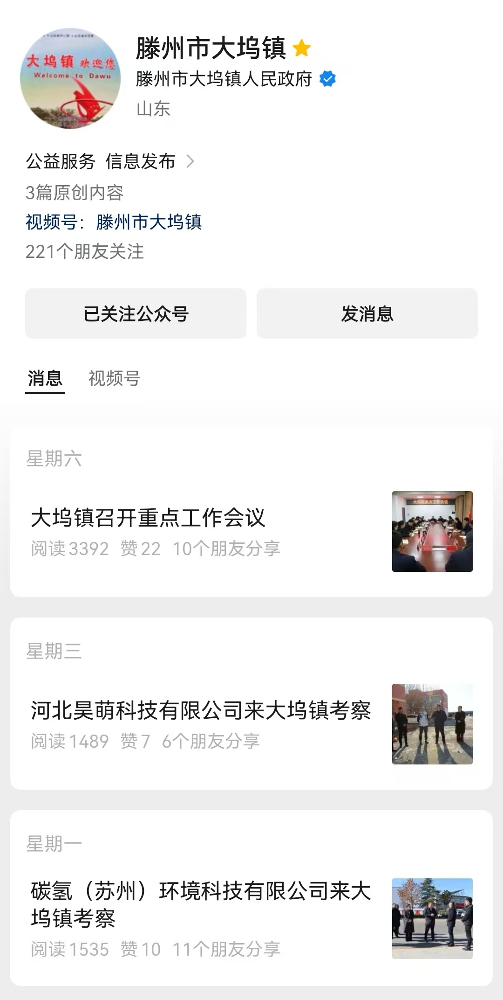 大坞镇 欢迎您
Welcome to Dawu
滕州市大坞镇
滕州市大坞镇人民政府
山东
公益服务 信息发布
3篇原创内容
视频号：滕州市大坞镇
221个朋友关注
已关注公众号
发消息
消息
视频号
星期六
大坞镇召开重点工作会议
阅读 3392 赞 22 10个朋友分享
大坞镇重点工作会议
星期三
河北昊萌科技有限公司来大坞镇考察
阅读 1489 赞 7 6个朋友分享
星期一
碳氢（苏州）环境科技有限公司来大
坞镇考察
阅读 1535 赞 10 11个朋友分享